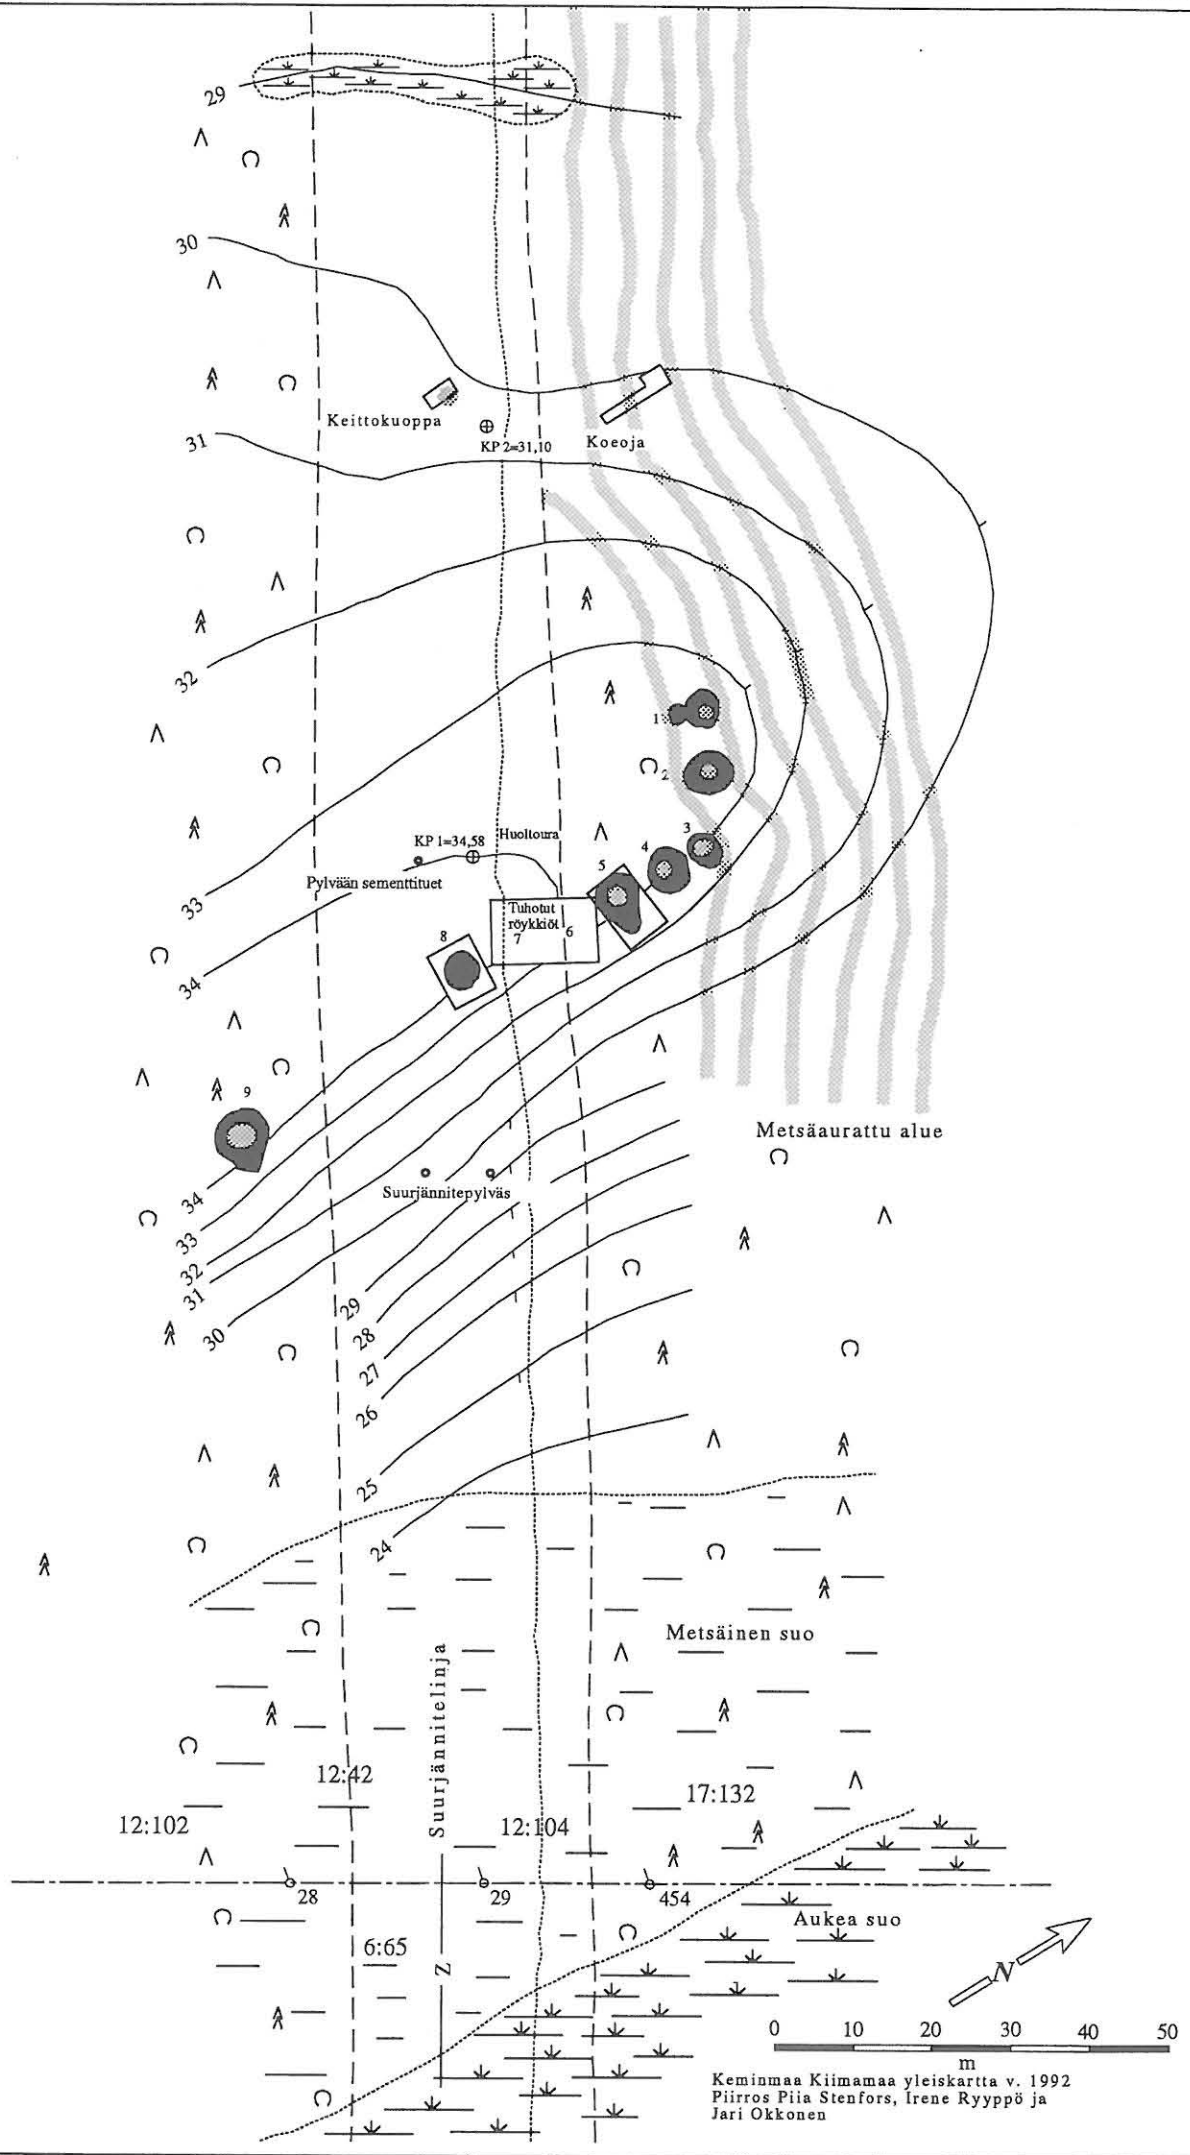 29
30
Keittokuoppa
KP 2=31,10
Koeoja
31
32
1
2
3
4
5
KP 1=34,58
Huoltoura
Pylvään sementtituet
33
Tuhotut
röykkiöt
7
6
8
34
9
Metsäaurattu alue
Suurjännitepylväs
34
33
32
31
30
29
28
27
26
25
24
Metsäinen suo
Suurjännitelinja
Z
12:42
17:132
12:102
12:104
28
29
454
Aukea suo
6:65
N
0 10 20 30 40 50
m
Keminmaa Kiimamaa yleiskartta v. 1992
Piirros Piia Stenfors, Irene Ryyppö ja
Jari Okkonen